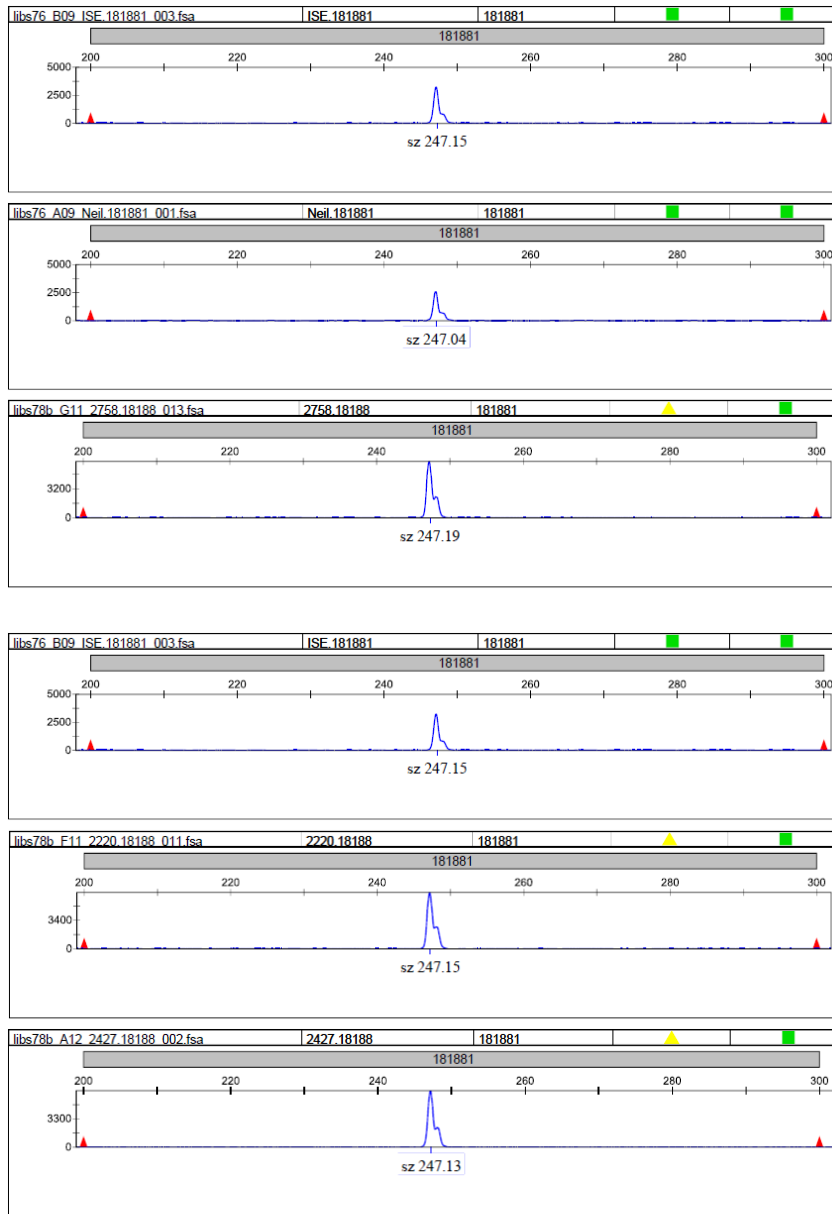 libs76_B09_ISE.181881_003.fsa ISE.181881 181881
181881
200 220 240 260 280 300
5000
2500
0
sz 247.15
libs76_A09_Neil.181881_001.fsa Neil.181881 181881
181881
200 220 240 260 280 300
5000
2500
0
sz 247.04
libs78b_G11_2758.18188_013.fsa 2758.18188 181881
181881
200 220 240 260 280 300
3200
0
sz 247.19
libs76_B09_ISE.181881_003.fsa ISE.181881 181881
181881
200 220 240 260 280 300
5000
2500
0
sz 247.15
libs78b_F11_2220.18188_011.fsa 2220.18188 181881
181881
200 220 240 260 280 300
3400
0
sz 247.15
libs78b_A12_2427.18188_002.fsa 2427.18188 181881
181881
200 220 240 260 280 300
3300
0
sz 247.13